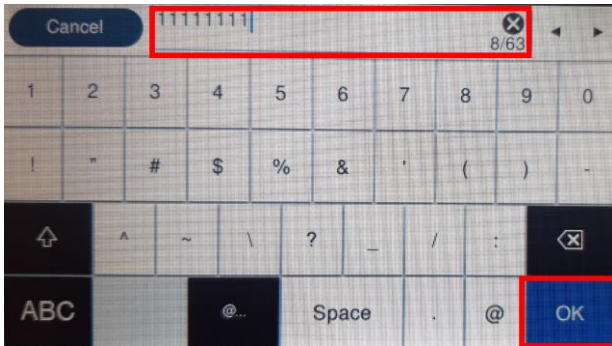 Cancel 11111111 8/63
1 2 3 4 5 6 7 8 9 0
! " # $ % & ' ( ) -
^ ~ \ ? _ / :
ABC @... Space . @ OK